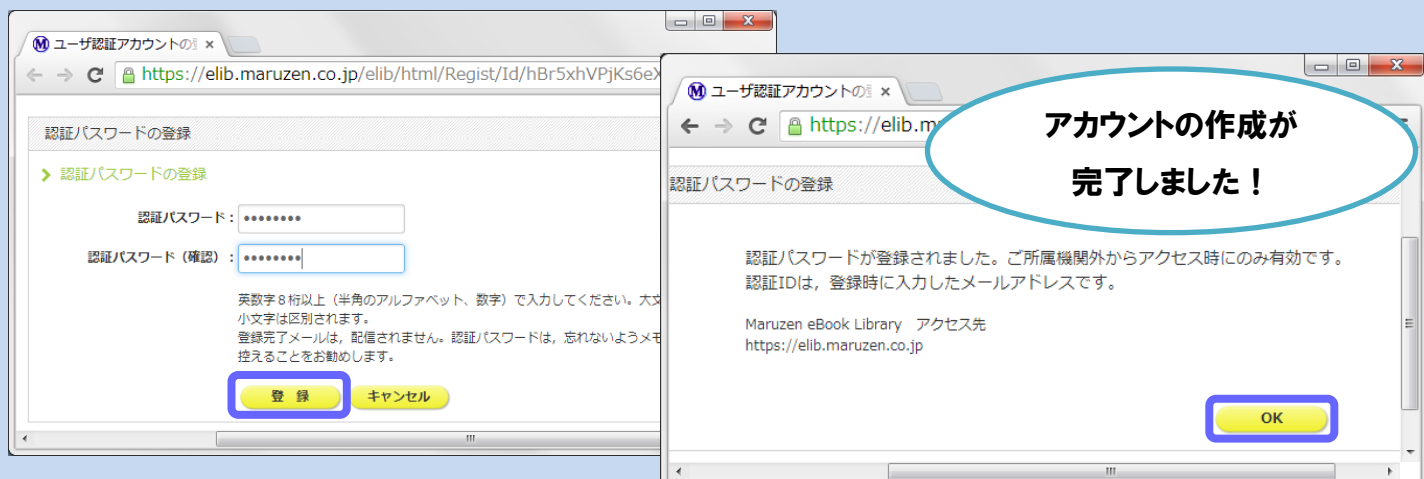 ユーザ認証アカウントの
https://elib.maruzen.co.jp/elib/html/Regist/Id/hBr5xhVPjKs6e
認証パスワードの登録
認証パスワードの登録
認証パスワード：
認証パスワード（確認）：
英数字８桁以上（半角のアルファベット、数字）で入力してください。大文
小文字は区別されます。
登録完了メールは，配信されません。認証パスワードは，忘れないようメモ
控えることをお勧めします。
登 録
キャンセル
ユーザ認証アカウントの
https://elib.m
アカウントの作成が
完了しました！
認証パスワードの登録
認証パスワードが登録されました。ご所属機関外からアクセス時にのみ有効です。
認証IDは，登録時に入力したメールアドレスです。
Maruzen eBook Library　アクセス先
https://elib.maruzen.co.jp
OK